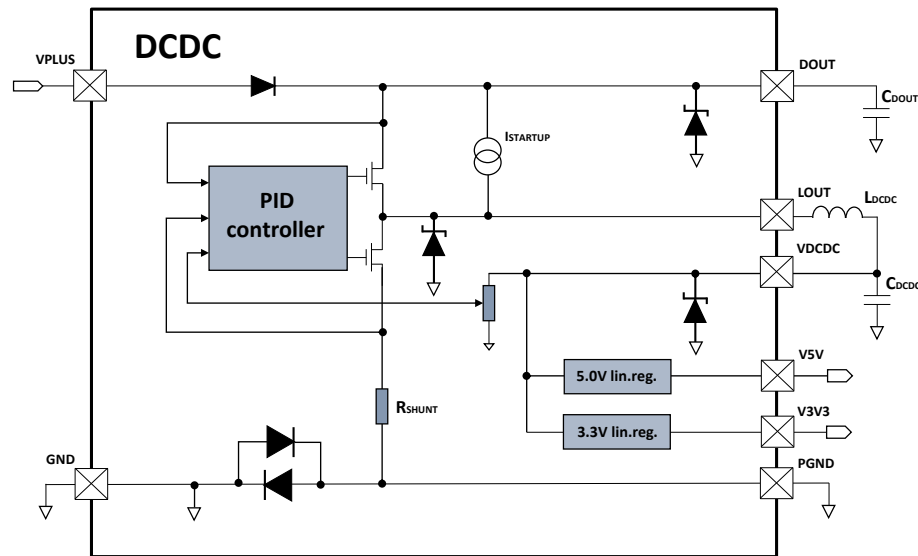 DCDC
VPLUS
DOUT
CDOUT
ISTARTUP
PID
controller
LOUT
LDCDC
VDCDC
CDCDC
V5V
5.0V lin.reg.
RSHUNT
V3V3
3.3V lin.reg.
GND
PGND